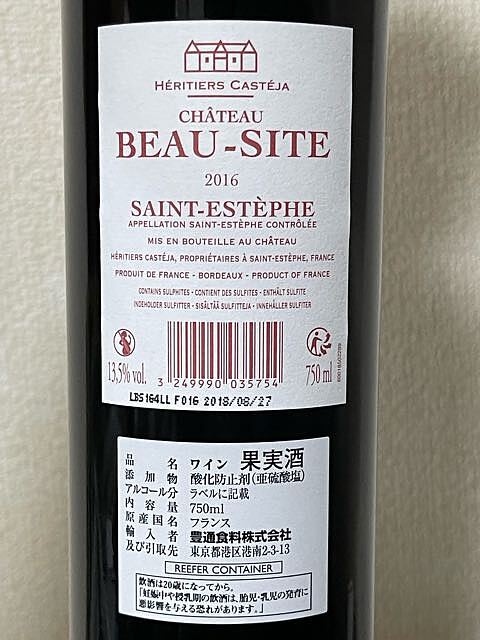 HÉRITIERS CASTÉJA
CHÂTEAU
BEAU-SITE
2016
SAINT-ESTÈPHE
APPELLATION SAINT-ESTÈPHE CONTRÔLÉE
MIS EN BOUTEILLE AU CHÂTEAU
HÉRITIERS CASTÉJA, PROPRIÉTAIRES À SAINT-ESTÈPHE, FRANCE
PRODUIT DE FRANCE - BORDEAUX - PRODUCT OF FRANCE
CONTAINS SULPHITES - CONTIENT DES SULFITES - ENTHÄLT SULFITE
INDEHOLDER SULFITTER - SISÄLTÄÄ SULFIITTEJA - INNEHÅLLER SULFITER
13,5% vol.
3 249990 035754
750 ml
LBS164LL F016 2018/08/27
品名 ワイン 果実酒
添加物 酸化防止剤(亜硫酸塩)
アルコール分 ラベルに記載
内容量 750ml
原産国名 フランス
輸入者 豊通食料株式会社
及び引取先 東京都港区港南2-3-13
REEFER CONTAINER
飲酒は20歳になってから。
「妊娠中や授乳期の飲酒は、胎児・乳児の発育に
悪影響を与える恐れがあります。」